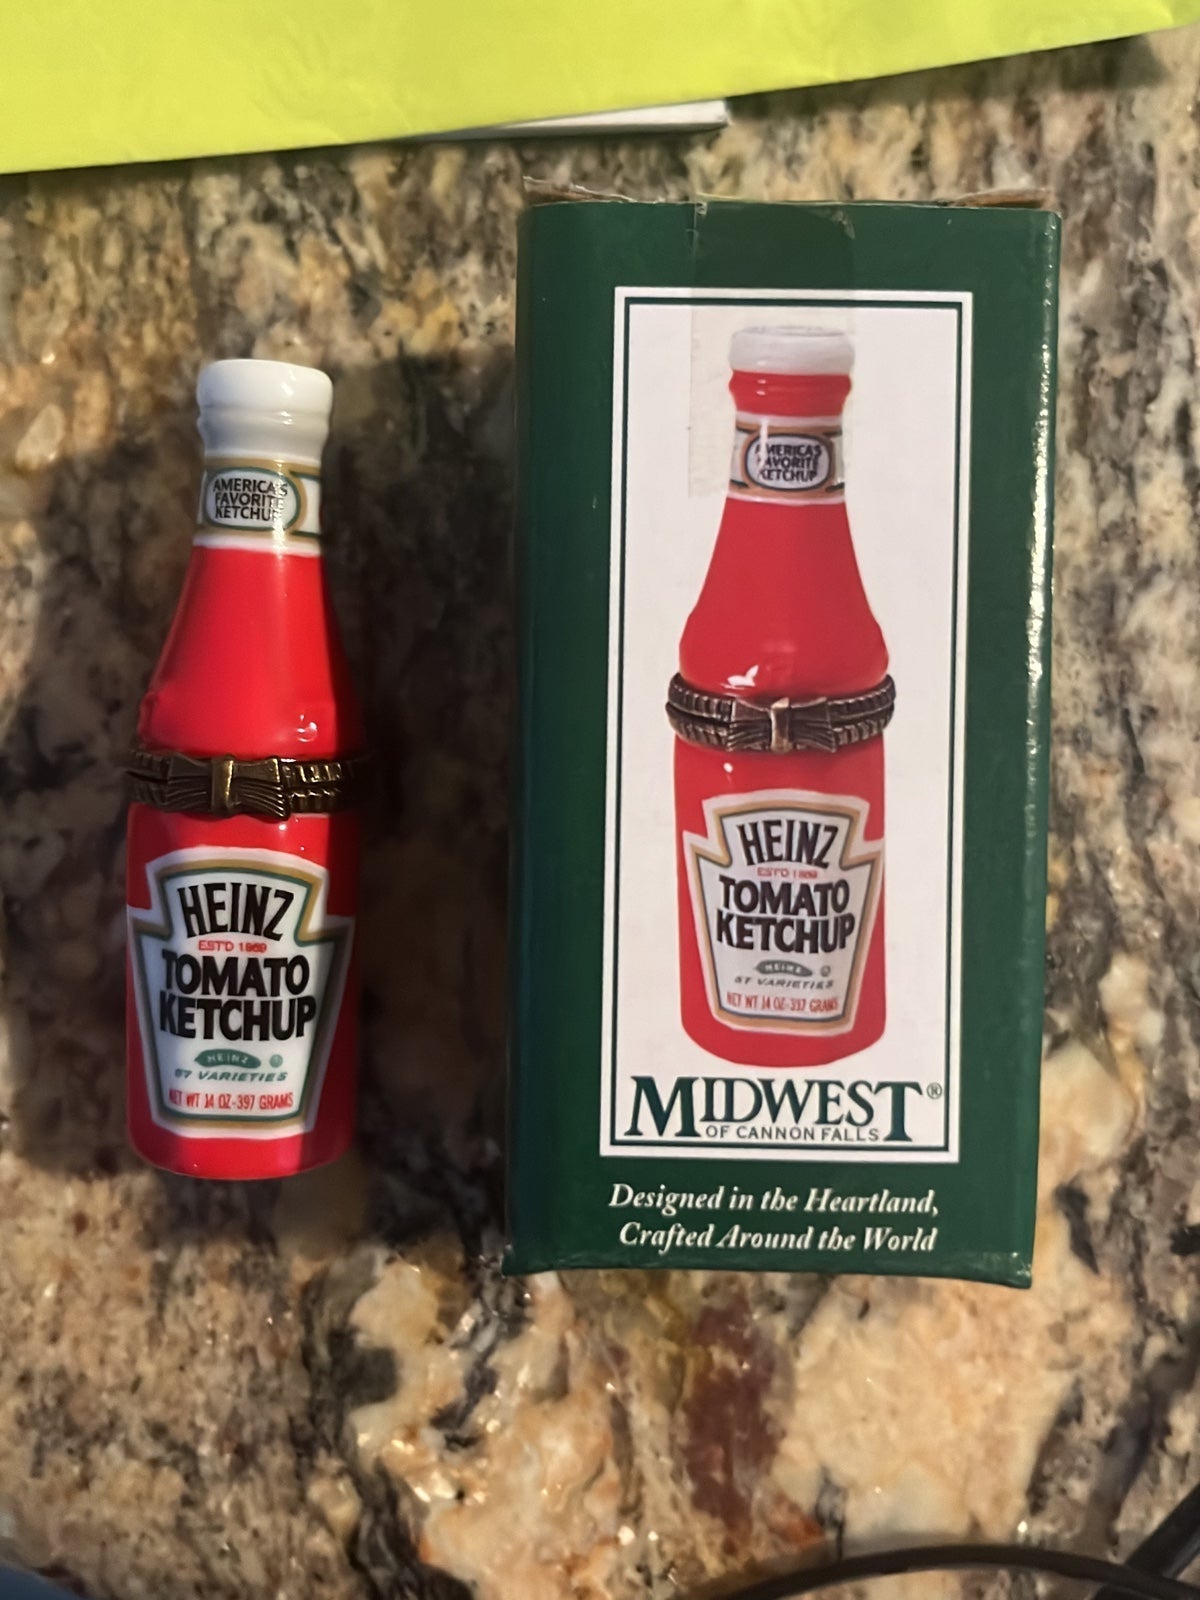 AMERICA'S
FAVORITE
KETCHUP
HEINZ
EST'D 1869
TOMATO
KETCHUP
HEINZ
57 VARIETIES
NET WT 14 OZ-397 GRAMS
AMERICA'S
FAVORITE
KETCHUP
HEINZ
EST'D 1869
TOMATO
KETCHUP
HEINZ ®
57 VARIETIES
NET WT 14 OZ-397 GRAMS
MIDWEST®
OF CANNON FALLS
Designed in the Heartland,
Crafted Around the World